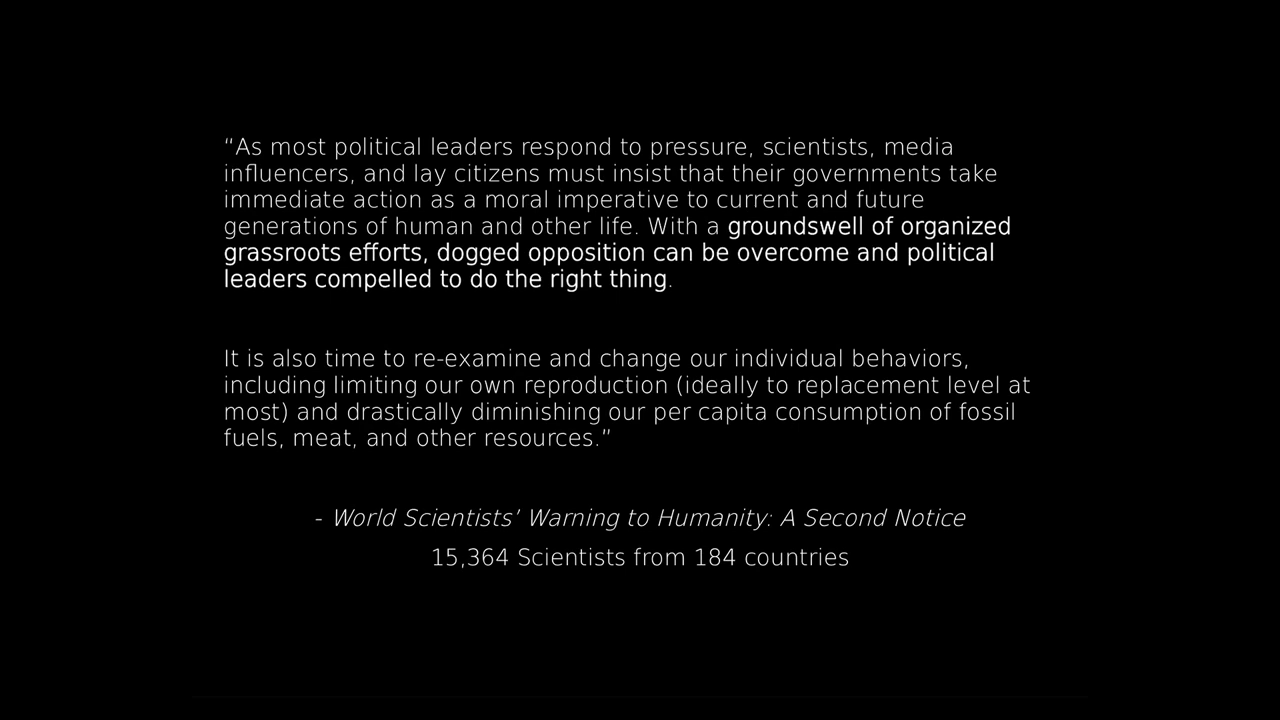 “As most political leaders respond to pressure, scientists, media
influencers, and lay citizens must insist that their governments take
immediate action as a moral imperative to current and future
generations of human and other life. With a groundswell of organized
grassroots efforts, dogged opposition can be overcome and political
leaders compelled to do the right thing.
It is also time to re-examine and change our individual behaviors,
including limiting our own reproduction (ideally to replacement level at
most) and drastically diminishing our per capita consumption of fossil
fuels, meat, and other resources.”
- World Scientists’ Warning to Humanity: A Second Notice
15,364 Scientists from 184 countries